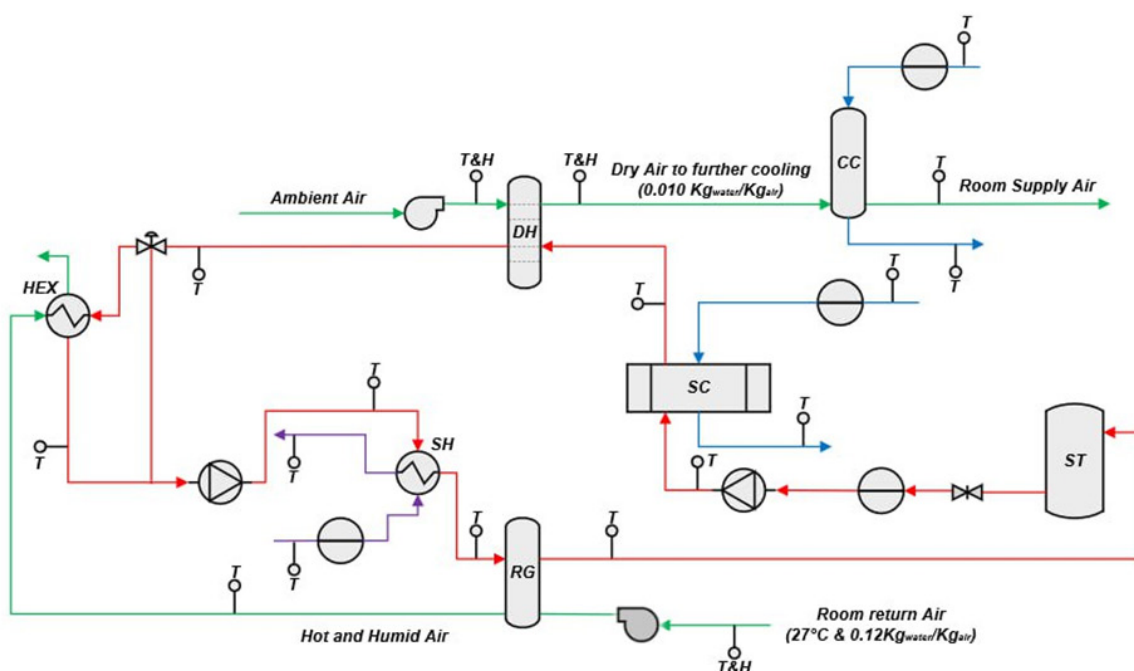 T
CC
T&H
T&H
Dry Air to further cooling
(0.010 Kgwater/Kgair)
T
Room Supply Air
Ambient Air
DH
T
T
T
HEX
T
SC
T
T
SH
T
T
T
ST
T
T
T
RG
T
T
Hot and Humid Air
Room return Air
(27°C & 0.12Kgwater/Kgair)
T&H